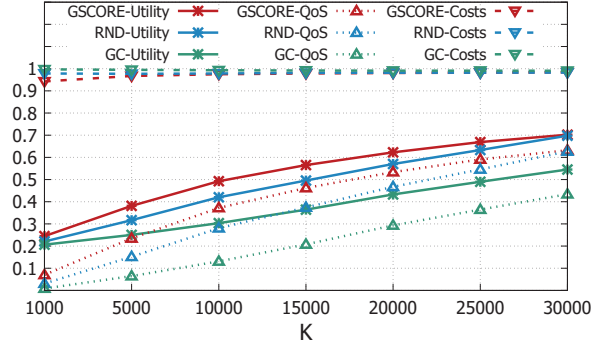 GSCORE-Utility GSCORE-QoS GSCORE-Costs
RND-Utility RND-QoS RND-Costs
GC-Utility GC-QoS GC-Costs
1
0.9
0.8
0.7
0.6
0.5
0.4
0.3
0.2
0.1
1000 5000 10000 15000 20000 25000 30000
K